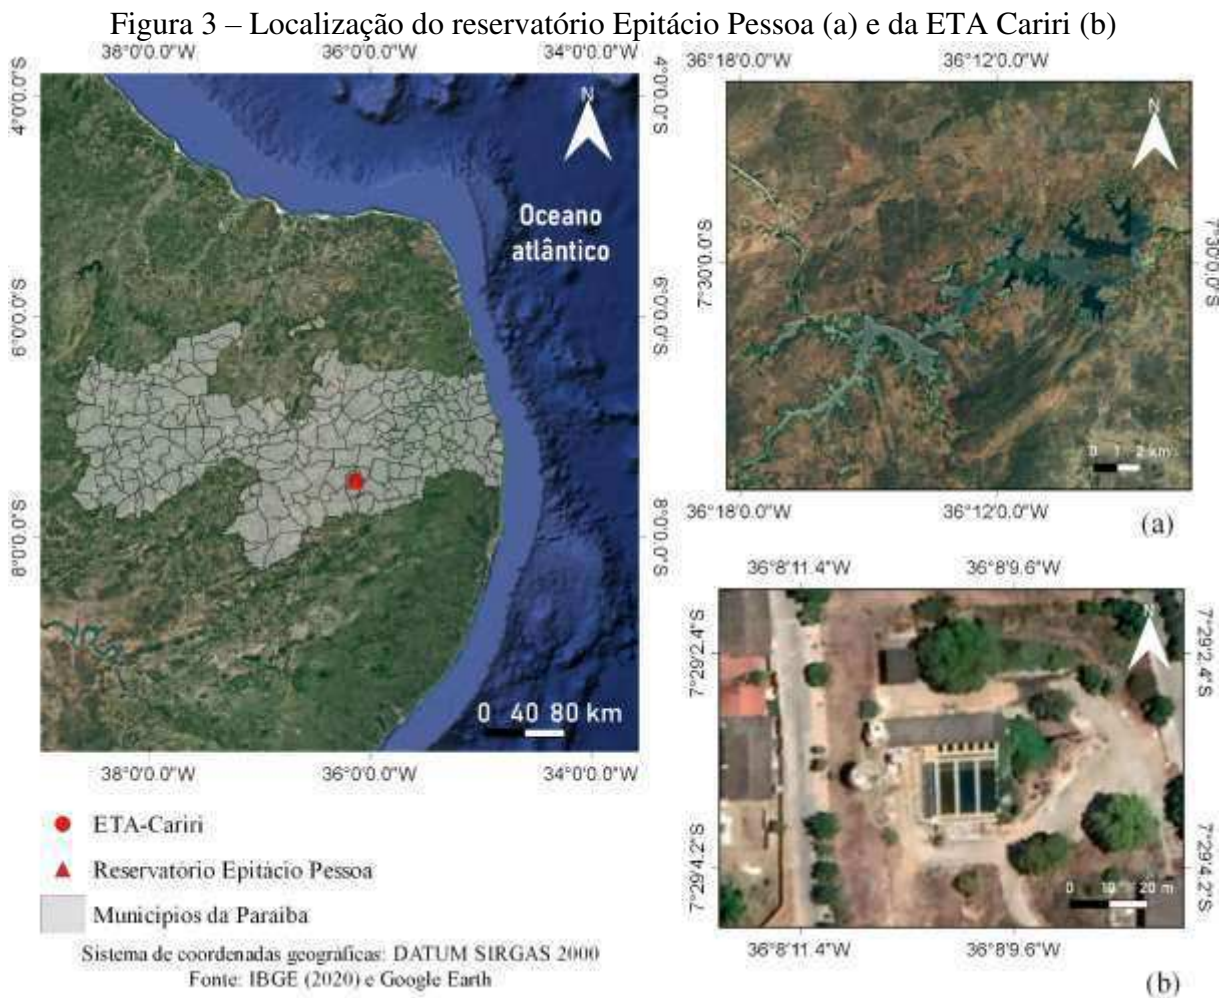 Figura 3 – Localização do reservatório Epitácio Pessoa (a) e da ETA Cariri (b)
38°0'0.0"W 36°0'0.0"W 34°0'0.0"W
4°0'0.0"S
4°0'0.0"S
6°0'0.0"S
6°0'0.0"S
8°0'0.0"S
8°0'0.0"S
N
Oceano
atlântico
0 40 80 km
38°0'0.0"W 36°0'0.0"W 34°0'0.0"W
ETA-Cariri
Reservatório Epitácio Pessoa
Municípios da Paraiba
Sistema de coordenadas geográficas: DATUM SIRGAS 2000
Fonte: IBGE (2020) e Google Earth
36°18'0.0"W 36°12'0.0"W
N
7°30'0.0"S
7°30'0.0"S
0 1 2 km
36°18'0.0"W 36°12'0.0"W
(a)
36°8'11.4"W 36°8'9.6"W
N
7°29'2.4"S
7°29'2.4"S
7°29'4.2"S
7°29'4.2"S
0 10 20 m
36°8'11.4"W 36°8'9.6"W
(b)